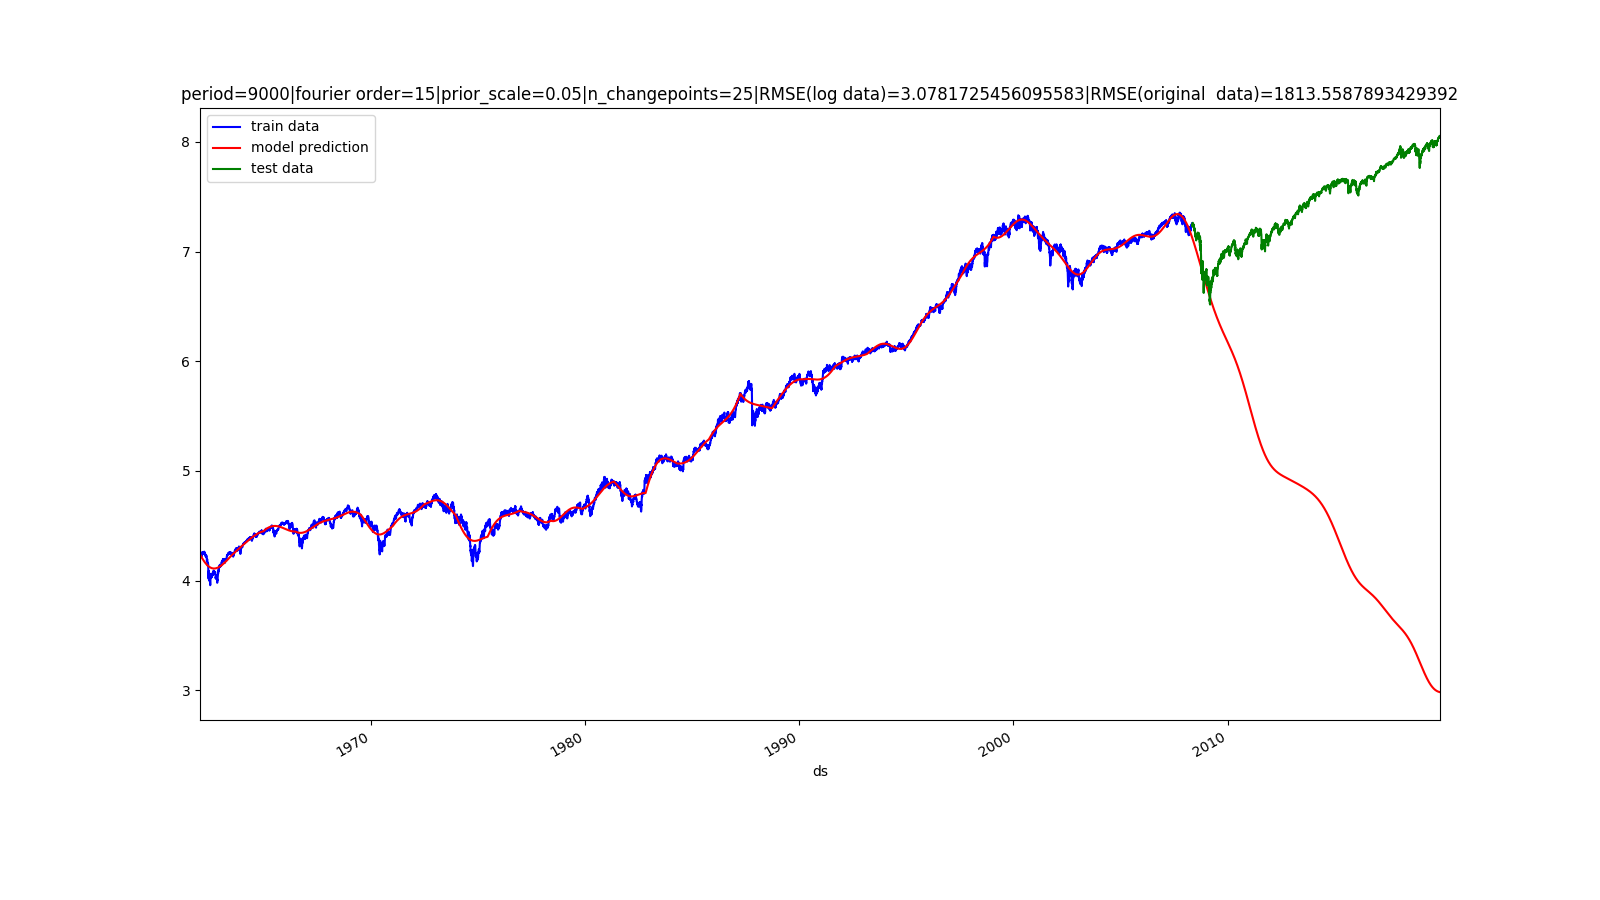 period=9000|fourier order=15|prior_scale=0.05|n_changepoints=25|RMSE(log data)=3.0781725456095583|RMSE(original  data)=1813.5587893429392
train data
model prediction
test data
8
7
6
5
4
3
1970
1980
1990
2000
2010
ds